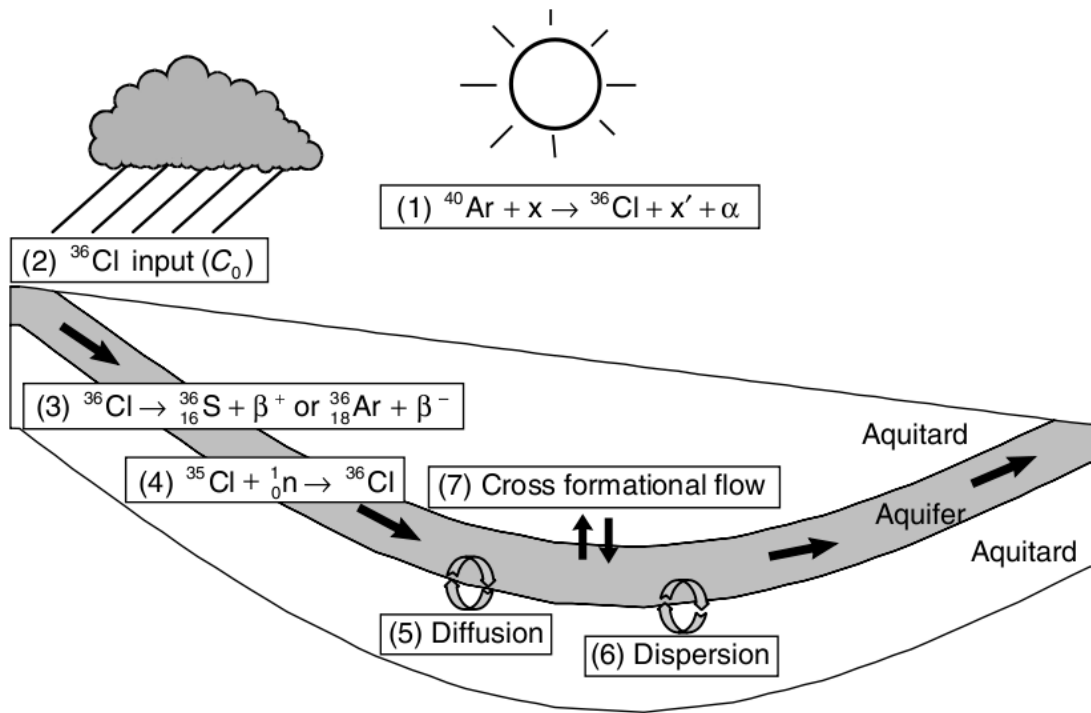 (1) ⁴⁰Ar + x → ³⁶Cl + x′ + α
(2) ³⁶Cl input (C₀)
(3) ³⁶Cl → ³⁶₁₆S + β⁺ or ³⁶₁₈Ar + β⁻
Aquitard
(4) ³⁵Cl + ¹₀n → ³⁶Cl
(7) Cross formational flow
Aquifer
Aquitard
(5) Diffusion
(6) Dispersion